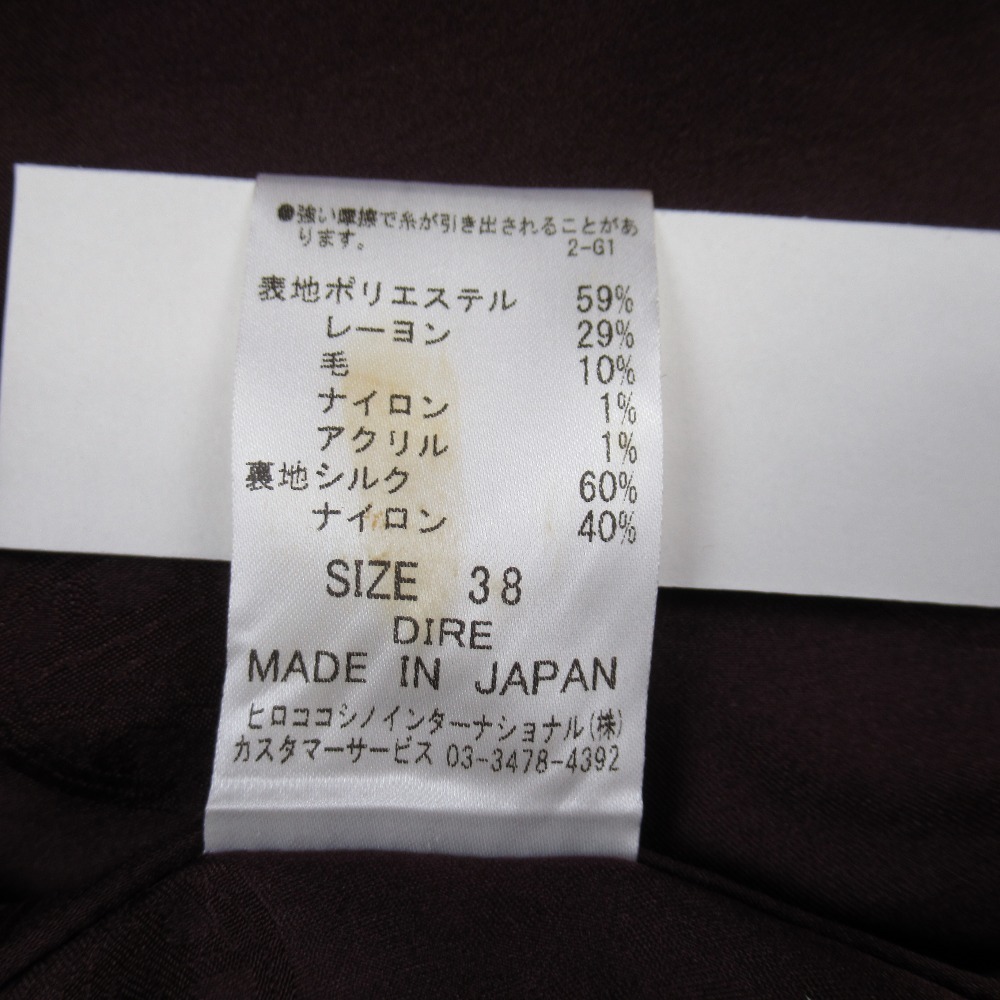 ●強い摩擦で糸が引き出されることがあ
ります。 2-G1
表地ポリエステル 59%
レーヨン 29%
毛 10%
ナイロン 1%
アクリル 1%
裏地シルク 60%
ナイロン 40%
SIZE 38
DIRE
MADE IN JAPAN
ヒロココシノインターナショナル(株)
カスタマーサービス 03-3478-4392